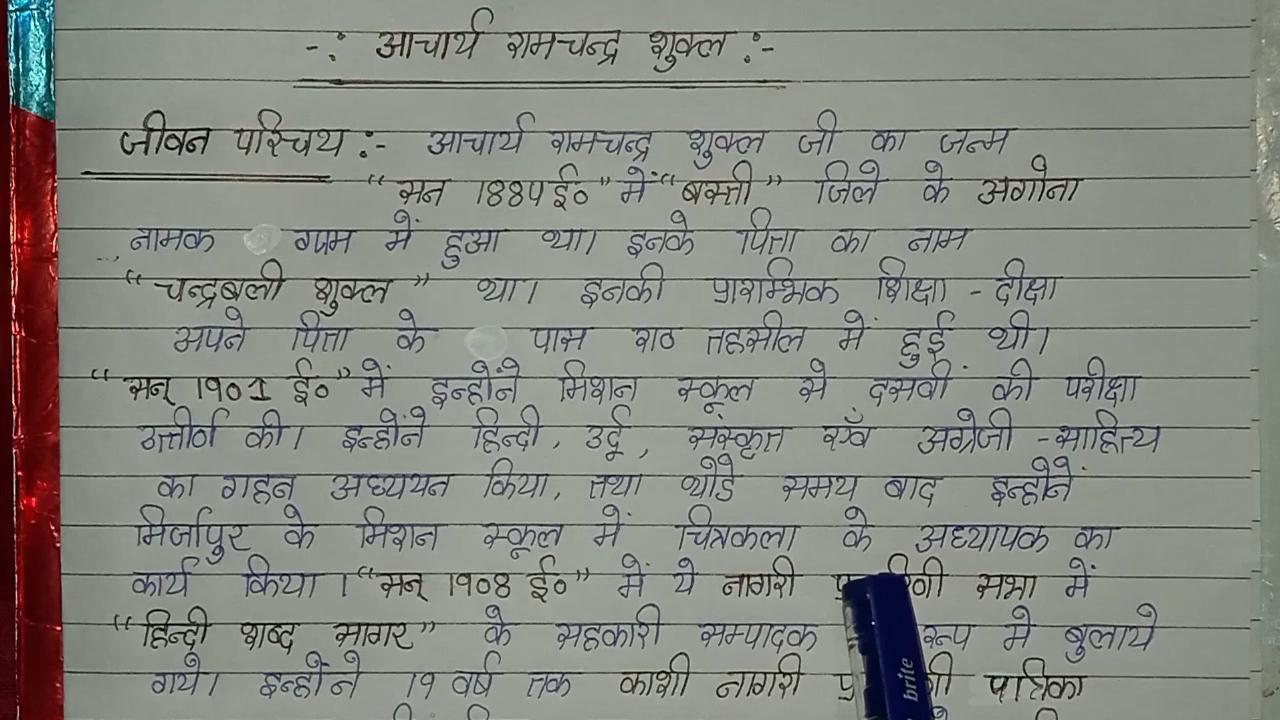 -: आचार्य रामचन्द्र शुक्ल :-
जीवन परिचय :- आचार्य रामचन्द्र शुक्ल जी का जन्म
“सन 1884 ई०” में “बस्ती” जिले के अगोना
नामक ग्राम में हुआ था। इनके पिता का नाम
“चन्द्रबली शुक्ल” था। इनकी प्रारम्भिक शिक्षा - दीक्षा
अपने पिता के पास राठ तहसील में हुई थी।
“सन् 1901 ई०” में इन्होंने मिशन स्कूल से दसवीं की परीक्षा
उत्तीर्ण की। इन्होंने हिन्दी, उर्दू, संस्कृत एवँ अग्रेजी - साहित्य
का गहन अध्ययन किया, तथा थोडे समय बाद इन्होनें
मिर्जापुर के मिशन स्कूल में चित्रकला के अध्यापक का
कार्य किया। “सन् 1908 ई०” में ये नागरी सभा में
“हिन्दी शब्द सागर” के सहकारी सम्पादक रूप मे बुलाये
गये। इन्होंने 19 वर्ष तक काशी नागरी पत्रिका
brite